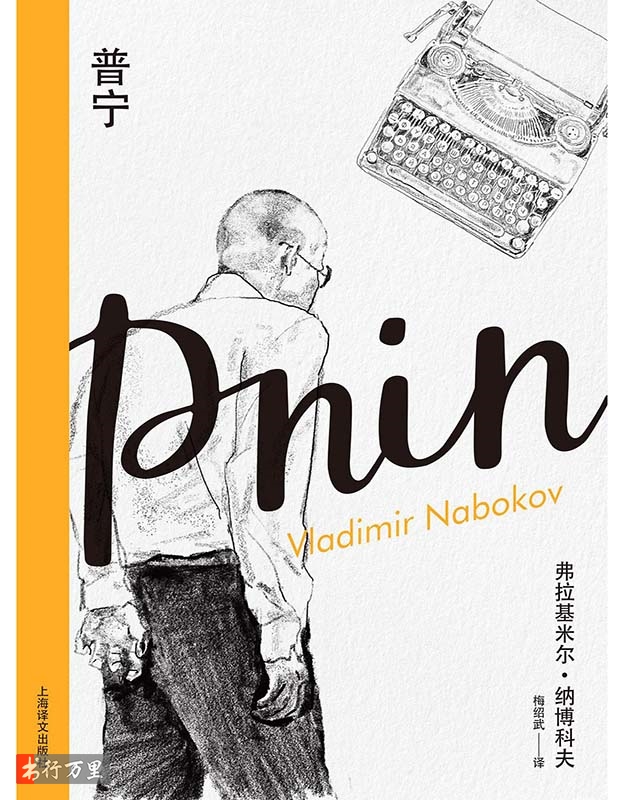 普宁
Pnin
Vladimir Nabokov
弗拉基米尔·纳博科夫
梅绍武——译
上海译文出版
书行万里